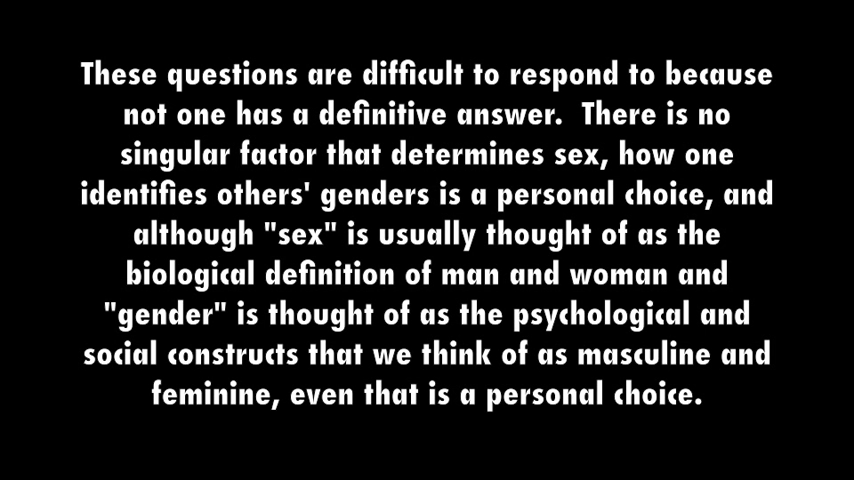 These questions are difficult to respond to because
not one has a definitive answer.  There is no
singular factor that determines sex, how one
identifies others' genders is a personal choice, and
although "sex" is usually thought of as the
biological definition of man and woman and
"gender" is thought of as the psychological and
social constructs that we think of as masculine and
feminine, even that is a personal choice.